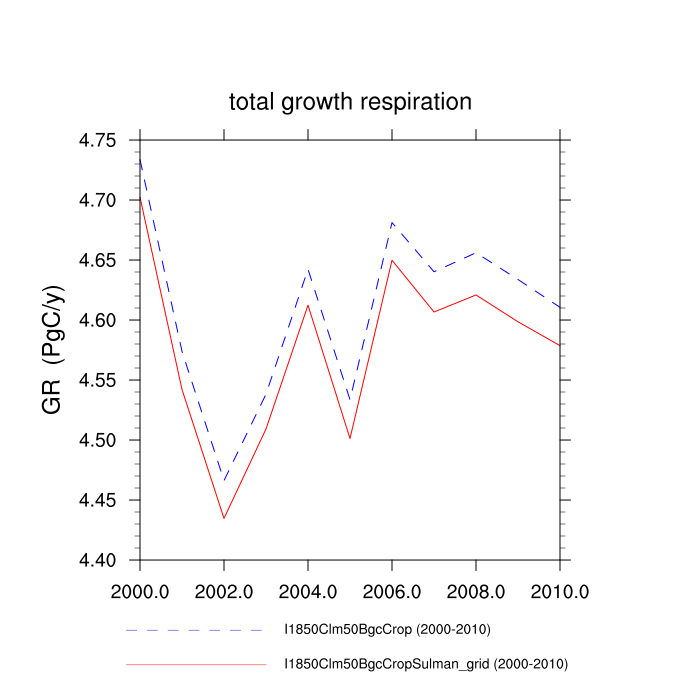 total growth respiration
GR (PgC/y)
4.75
4.70
4.65
4.60
4.55
4.50
4.45
4.40
2000.0 2002.0 2004.0 2006.0 2008.0 2010.0
I1850Clm50BgcCrop (2000-2010)
I1850Clm50BgcCropSulman_grid (2000-2010)